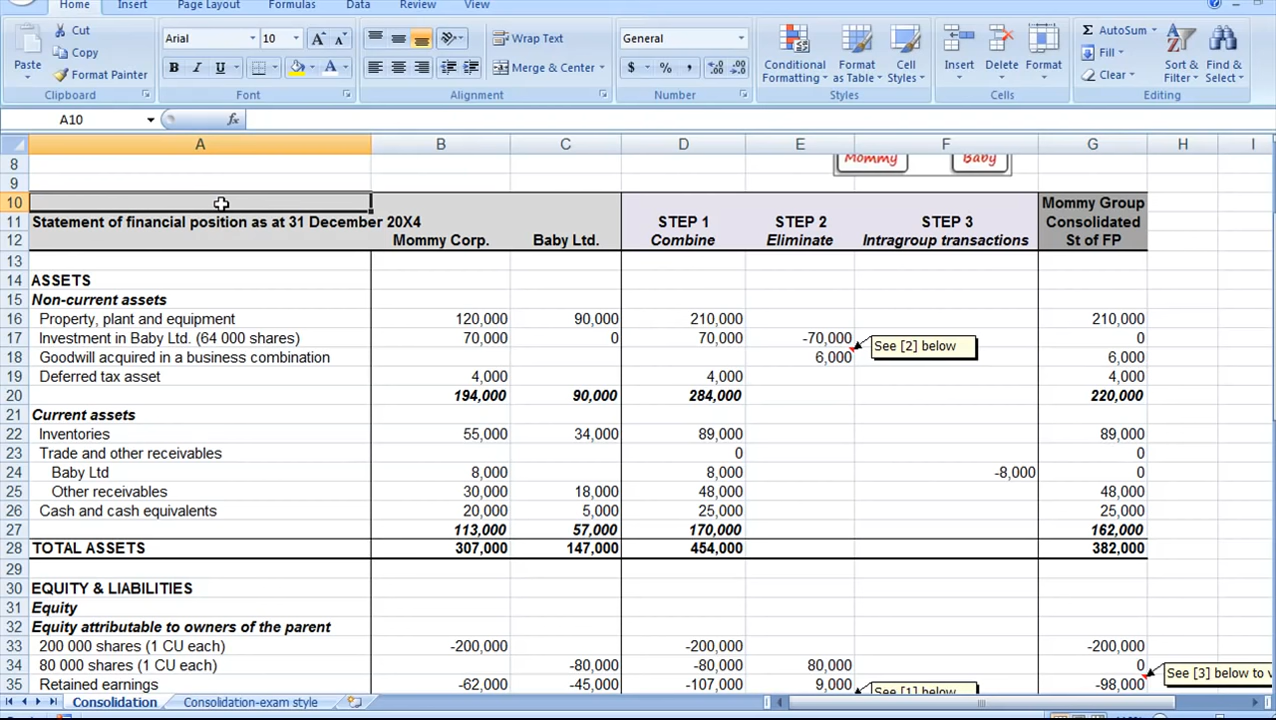 Home Insert Page Layout Formulas Data Review View
Cut Arial 10 Wrap Text General AutoSum
Copy Fill
Paste Format Painter B I U Merge & Center $ % , Conditional Formatting Format as Table Cell Styles Insert Delete Format Clear Sort & Filter Find & Select
Clipboard Font Alignment Number Styles Cells Editing
A10 fx
A B C D E F G H I
8 Mommy Baby
9
10 Mommy Group
11 Statement of financial position as at 31 December 20X4 STEP 1 STEP 2 STEP 3 Consolidated
12 Mommy Corp. Baby Ltd. Combine Eliminate Intragroup transactions St of FP
13
14 ASSETS
15 Non-current assets
16 Property, plant and equipment 120,000 90,000 210,000 210,000
17 Investment in Baby Ltd. (64 000 shares) 70,000 0 70,000 -70,000 See [2] below 0
18 Goodwill acquired in a business combination 6,000 6,000
19 Deferred tax asset 4,000 4,000 4,000
20 194,000 90,000 284,000 220,000
21 Current assets
22 Inventories 55,000 34,000 89,000 89,000
23 Trade and other receivables 0 0
24 Baby Ltd 8,000 8,000 -8,000 0
25 Other receivables 30,000 18,000 48,000 48,000
26 Cash and cash equivalents 20,000 5,000 25,000 25,000
27 113,000 57,000 170,000 162,000
28 TOTAL ASSETS 307,000 147,000 454,000 382,000
29
30 EQUITY & LIABILITIES
31 Equity
32 Equity attributable to owners of the parent
33 200 000 shares (1 CU each) -200,000 -200,000 -200,000
34 80 000 shares (1 CU each) -80,000 -80,000 80,000 0 See [3] below to
35 Retained earnings -62,000 -45,000 -107,000 9,000 See [1] below -98,000
Consolidation Consolidation-exam style